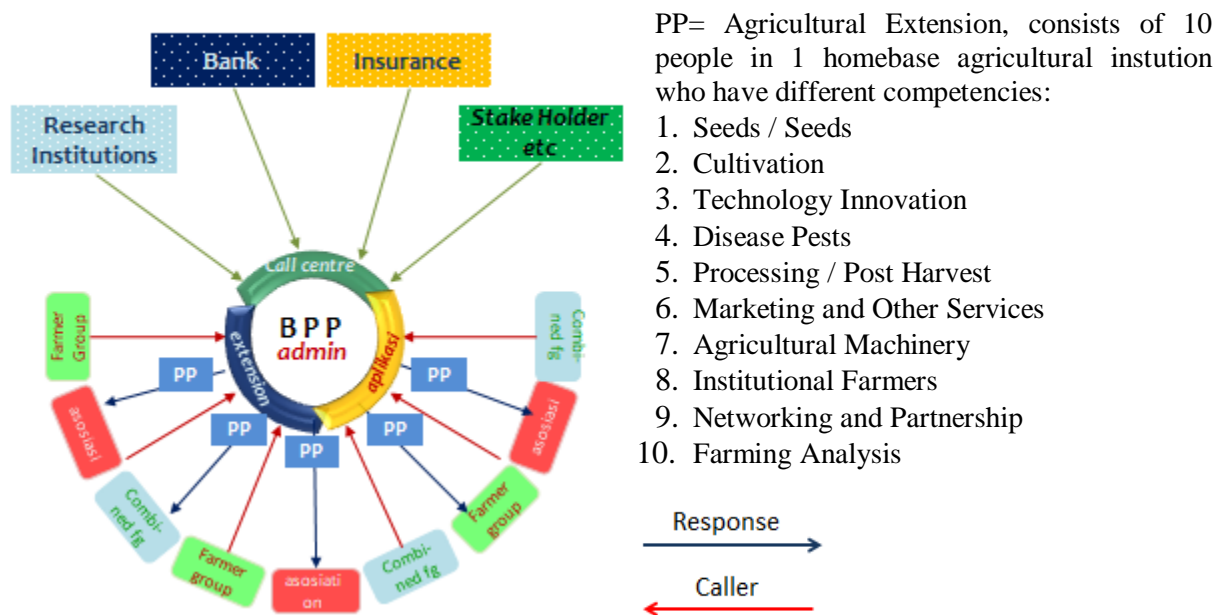 Bank
Insurance
Research
Institutions
Stake Holder
etc
Call centre
BPP
admin
extension
aplikasi
Farmer
Group
asosiasi
Combi-
ned fg
Farmer
group
asosiati
on
Combi-
ned fg
Farmer
group
asosiasi
Combi-
ned fg
PP
PP
PP
PP
PP
PP= Agricultural Extension, consists of 10
people in 1 homebase agricultural instution
who have different competencies:
1. Seeds / Seeds
2. Cultivation
3. Technology Innovation
4. Disease Pests
5. Processing / Post Harvest
6. Marketing and Other Services
7. Agricultural Machinery
8. Institutional Farmers
9. Networking and Partnership
10. Farming Analysis
Response
Caller